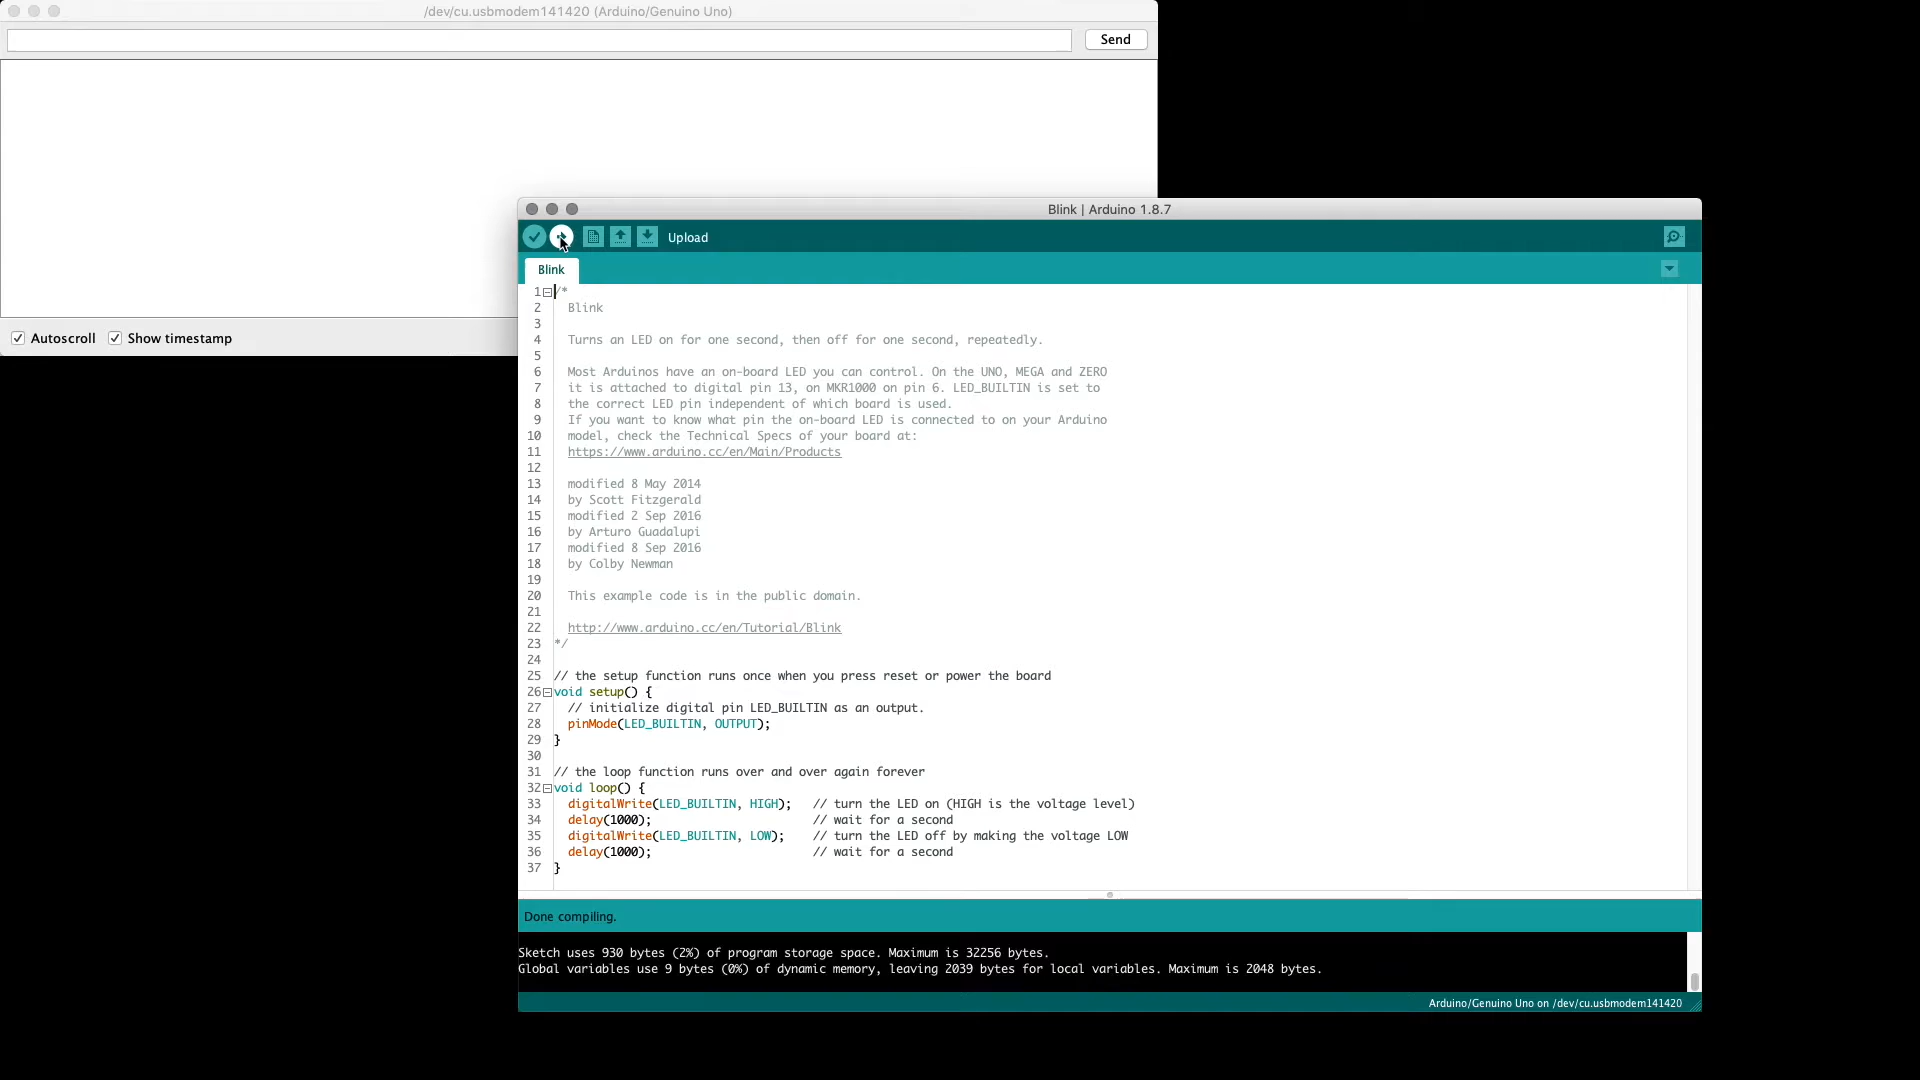 /dev/cu.usbmodem141420 (Arduino/Genuino Uno)
Send
Autoscroll
Show timestamp
Blink | Arduino 1.8.7
Upload
Blink
1 /*
2 Blink
3
4 Turns an LED on for one second, then off for one second, repeatedly.
5
6 Most Arduinos have an on-board LED you can control. On the UNO, MEGA and ZERO
7 it is attached to digital pin 13, on MKR1000 on pin 6. LED_BUILTIN is set to
8 the correct LED pin independent of which board is used.
9 If you want to know what pin the on-board LED is connected to on your Arduino
10 model, check the Technical Specs of your board at:
11 https://www.arduino.cc/en/Main/Products
12
13 modified 8 May 2014
14 by Scott Fitzgerald
15 modified 2 Sep 2016
16 by Arturo Guadalupi
17 modified 8 Sep 2016
18 by Colby Newman
19
20 This example code is in the public domain.
21
22 http://www.arduino.cc/en/Tutorial/Blink
23 */
24
25 // the setup function runs once when you press reset or power the board
26 void setup() {
27 // initialize digital pin LED_BUILTIN as an output.
28 pinMode(LED_BUILTIN, OUTPUT);
29 }
30
31 // the loop function runs over and over again forever
32 void loop() {
33 digitalWrite(LED_BUILTIN, HIGH); // turn the LED on (HIGH is the voltage level)
34 delay(1000); // wait for a second
35 digitalWrite(LED_BUILTIN, LOW); // turn the LED off by making the voltage LOW
36 delay(1000); // wait for a second
37 }
Done compiling.
Sketch uses 930 bytes (2%) of program storage space. Maximum is 32256 bytes.
Global variables use 9 bytes (0%) of dynamic memory, leaving 2039 bytes for local variables. Maximum is 2048 bytes.
Arduino/Genuino Uno on /dev/cu.usbmodem141420